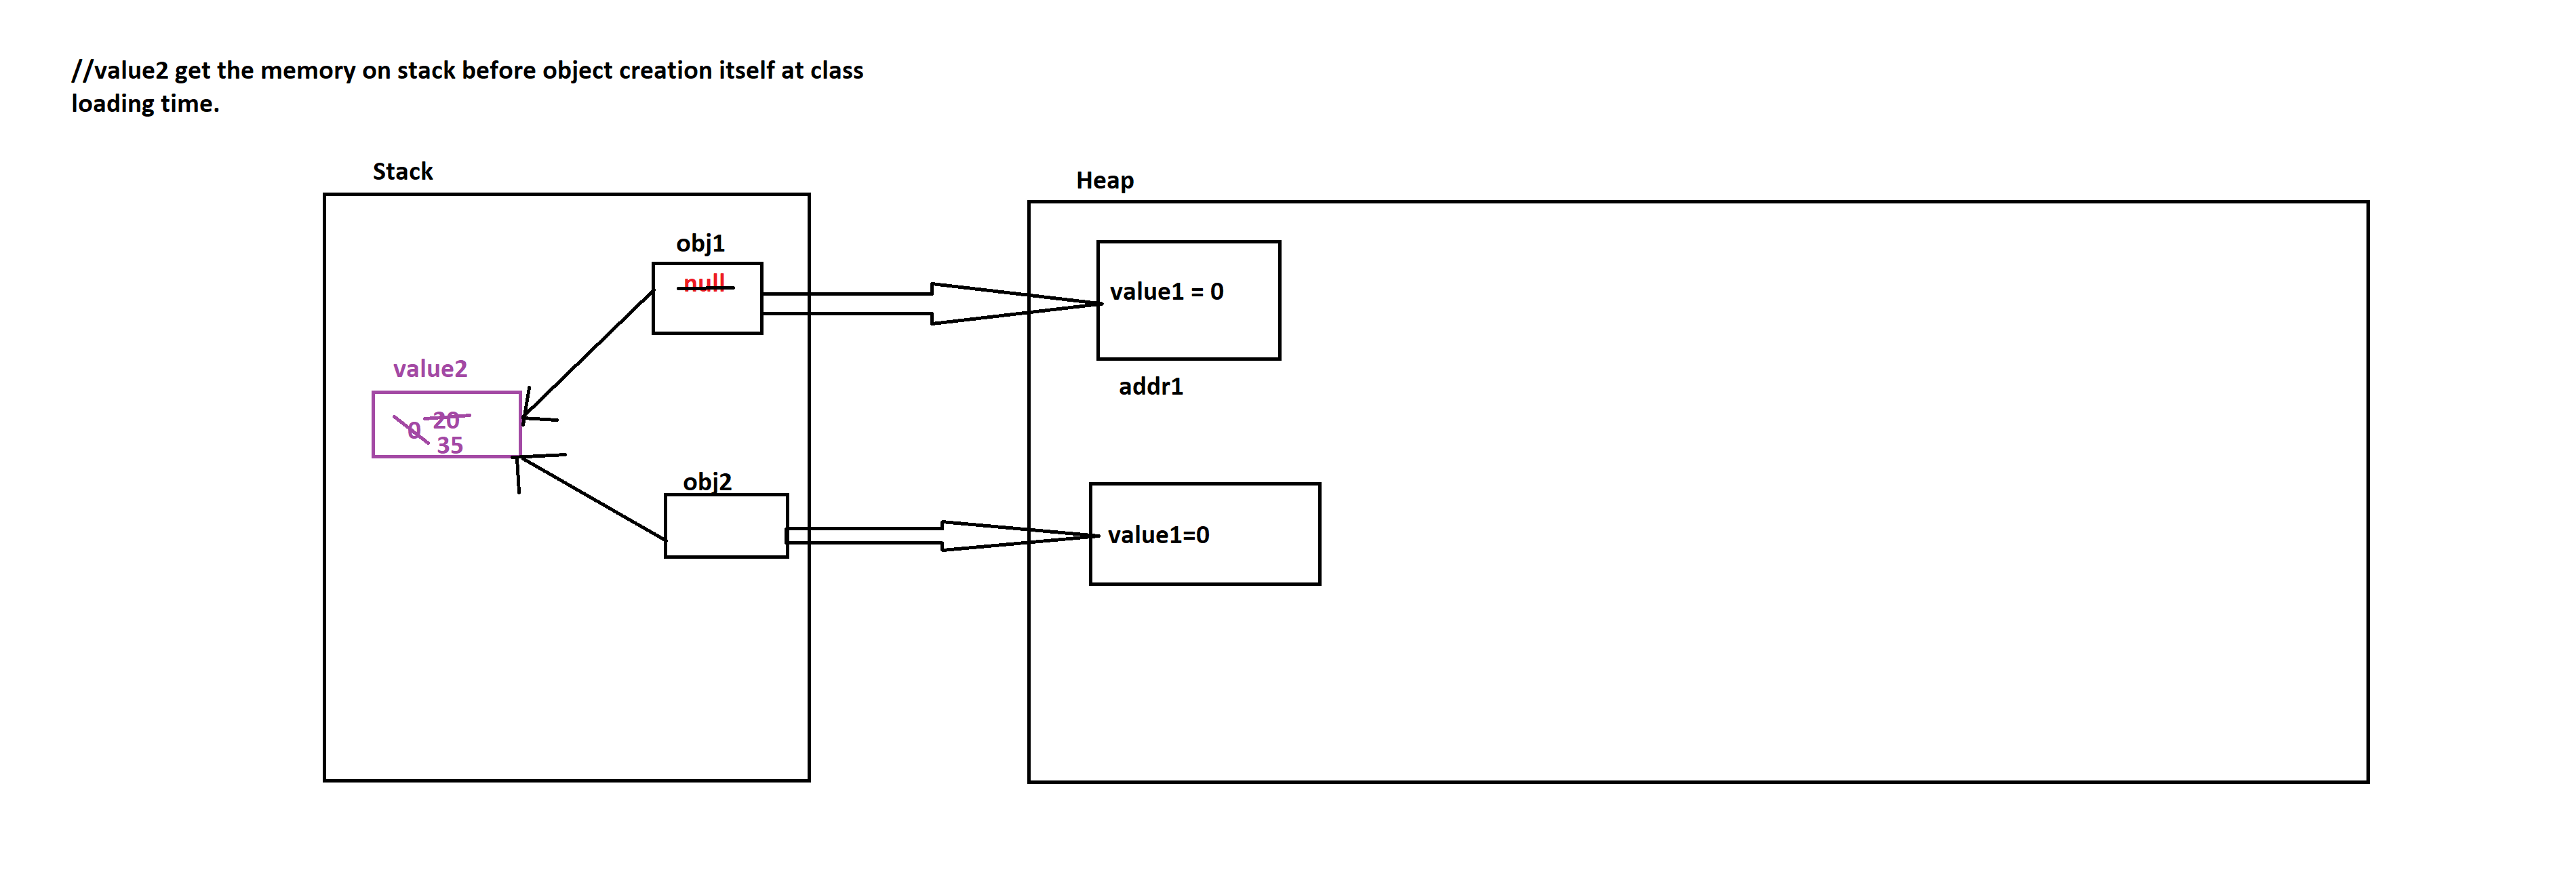 //value2 get the memory on stack before object creation itself at class
loading time.
Stack
Heap
obj1
null
value1 = 0
value2
addr1
0 20
35
obj2
value1=0